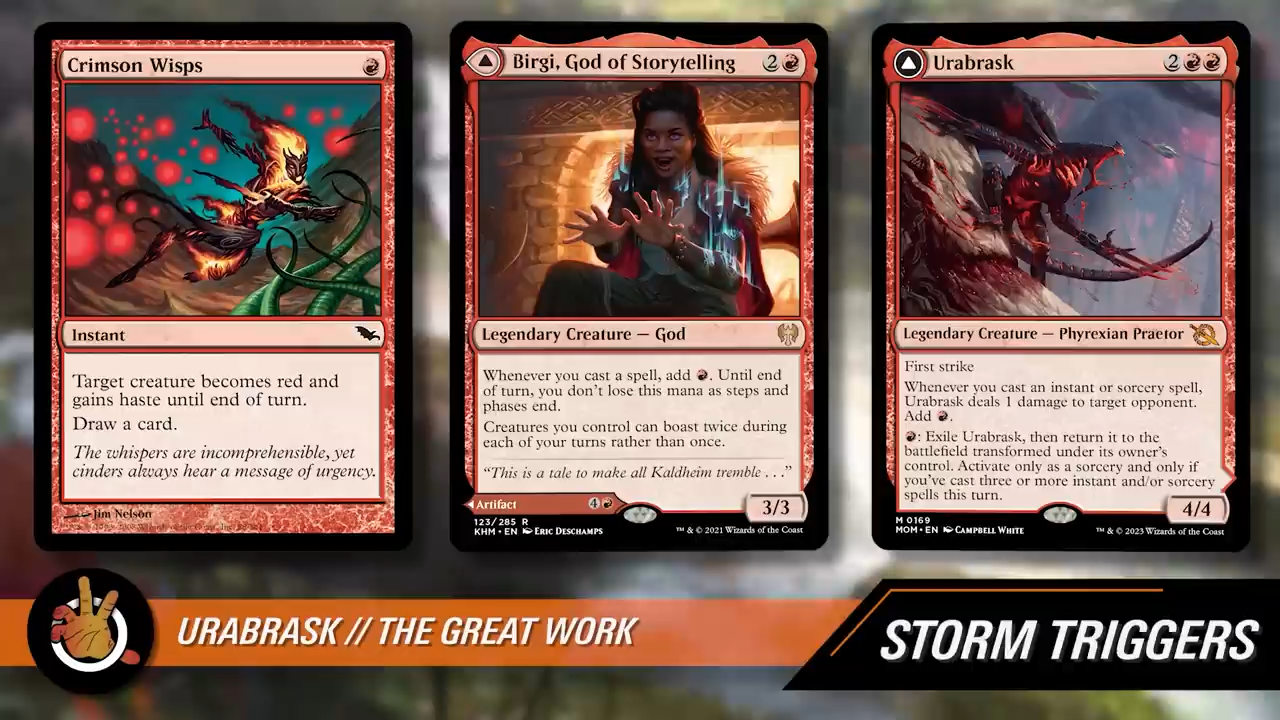 Crimson Wisps
Instant
Target creature becomes red and
gains haste until end of turn.
Draw a card.
The whispers are incomprehensible, yet
cinders always hear a message of urgency.
Jim Nelson
Birgi, God of Storytelling 2
Legendary Creature — God
Whenever you cast a spell, add . Until end
of turn, you don't lose this mana as steps and
phases end.
Creatures you control can boast twice during
each of your turns rather than once.
"This is a tale to make all Kaldheim tremble . . ."
Artifact 4
3/3
123/285 R
KHM • EN Eric Deschamps ™ & © 2021 Wizards of the Coast
Urabrask 2
Legendary Creature — Phyrexian Praetor
First strike
Whenever you cast an instant or sorcery spell,
Urabrask deals 1 damage to target opponent.
Add .
: Exile Urabrask, then return it to the
battlefield transformed under its owner's
control. Activate only as a sorcery and only if
you've cast three or more instant and/or sorcery
spells this turn.
4/4
M 0169
MOM • EN Campbell White ™ & © 2023 Wizards of the Coast
URABRASK // THE GREAT WORK
STORM TRIGGERS